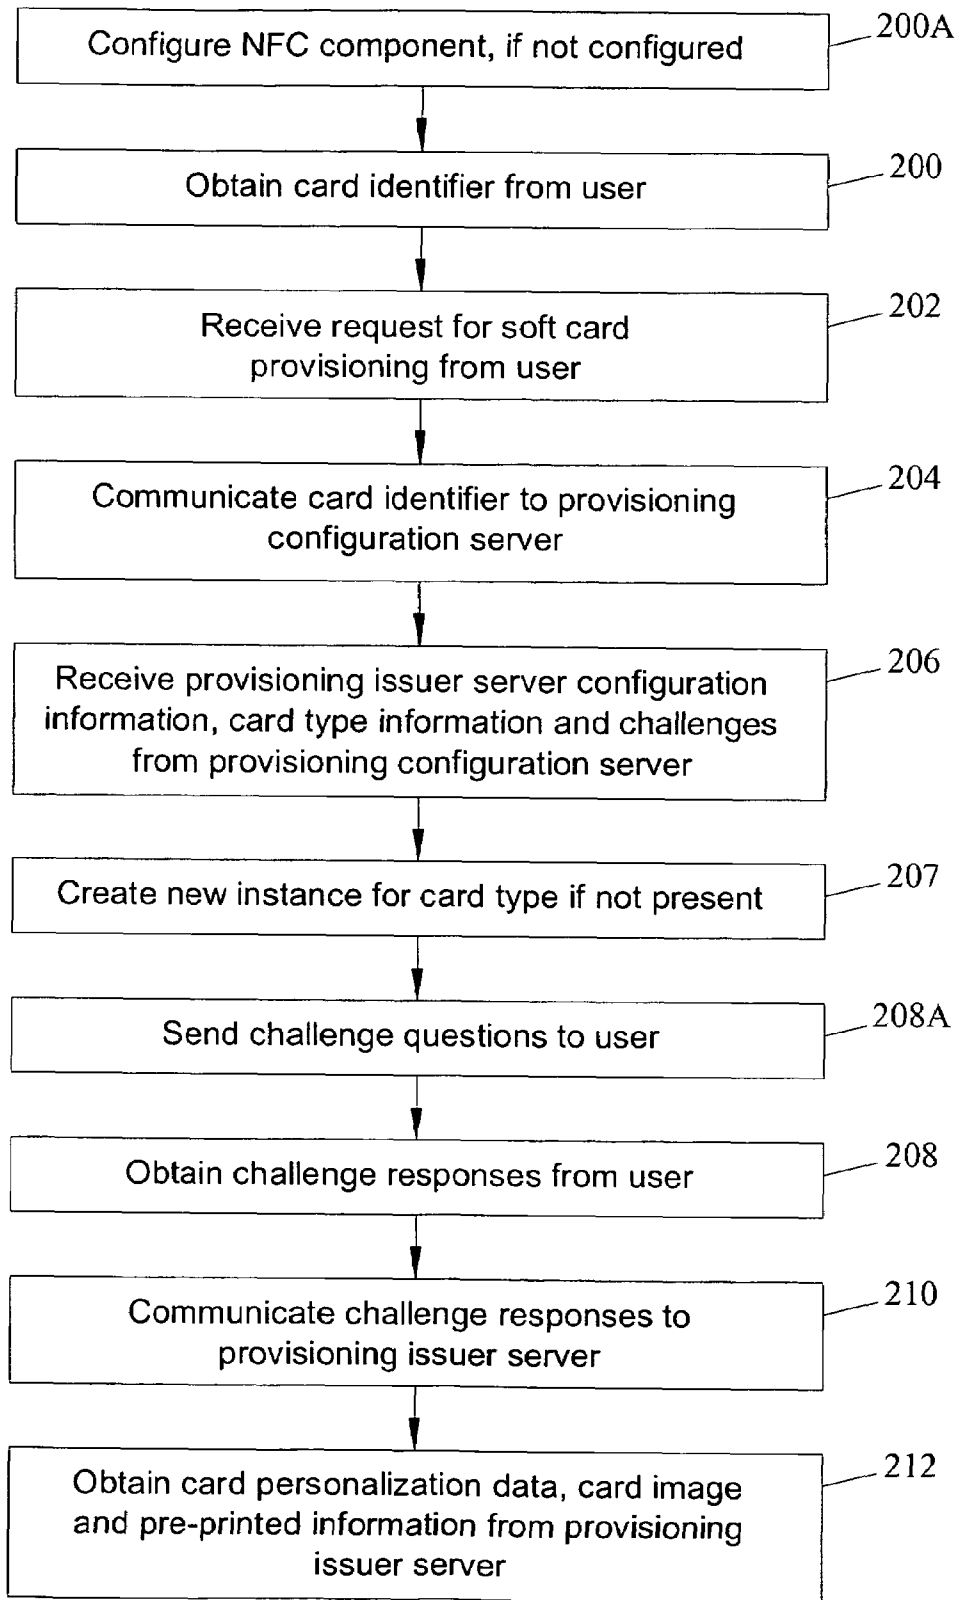 Configure NFC component, if not configured
200A
Obtain card identifier from user
200
Receive request for soft card
provisioning from user
202
Communicate card identifier to provisioning
configuration server
204
Receive provisioning issuer server configuration
information, card type information and challenges
from provisioning configuration server
206
Create new instance for card type if not present
207
Send challenge questions to user
208A
Obtain challenge responses from user
208
Communicate challenge responses to
provisioning issuer server
210
Obtain card personalization data, card image
and pre-printed information from provisioning
issuer server
212